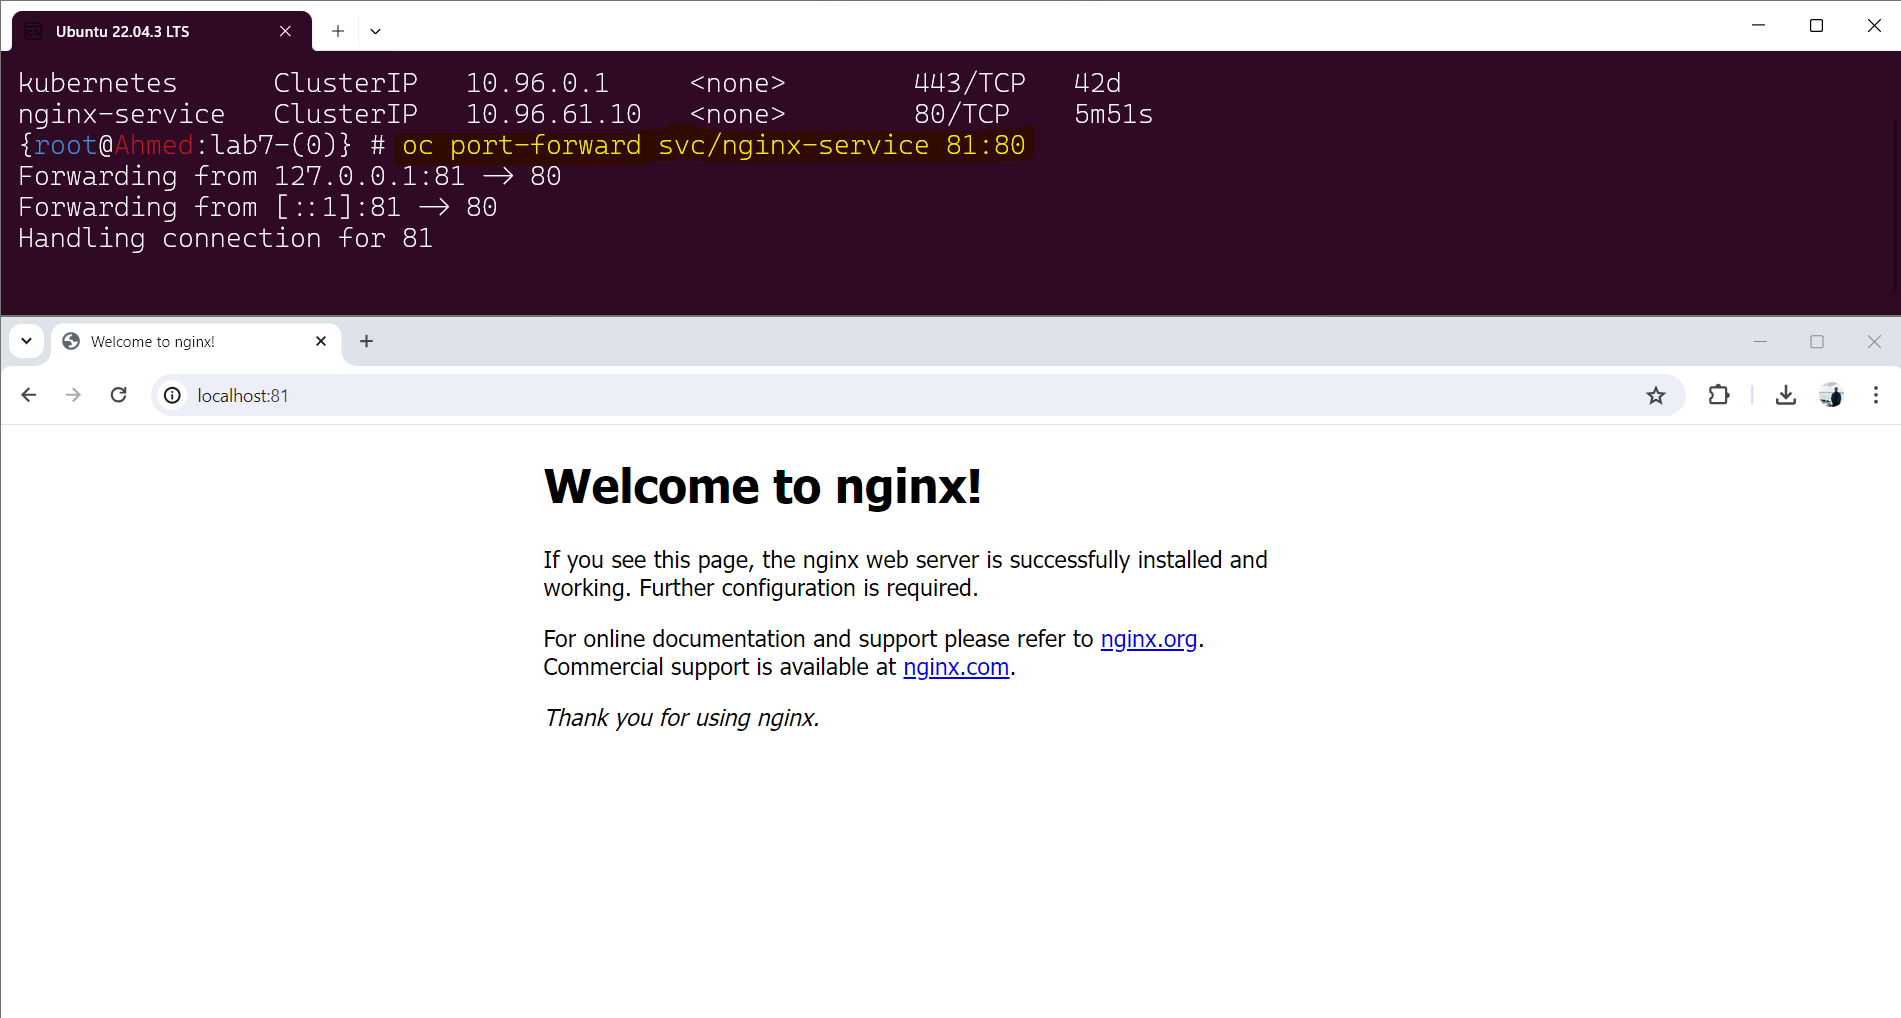 Ubuntu 22.04.3 LTS
kubernetes ClusterIP 10.96.0.1 <none> 443/TCP 42d
nginx-service ClusterIP 10.96.61.10 <none> 80/TCP 5m51s
{root@Ahmed:lab7-(0)} # oc port-forward svc/nginx-service 81:80
Forwarding from 127.0.0.1:81 -> 80
Forwarding from [::1]:81 -> 80
Handling connection for 81
Welcome to nginx!
localhost:81
Welcome to nginx!
If you see this page, the nginx web server is successfully installed and
working. Further configuration is required.
For online documentation and support please refer to nginx.org.
Commercial support is available at nginx.com.
Thank you for using nginx.